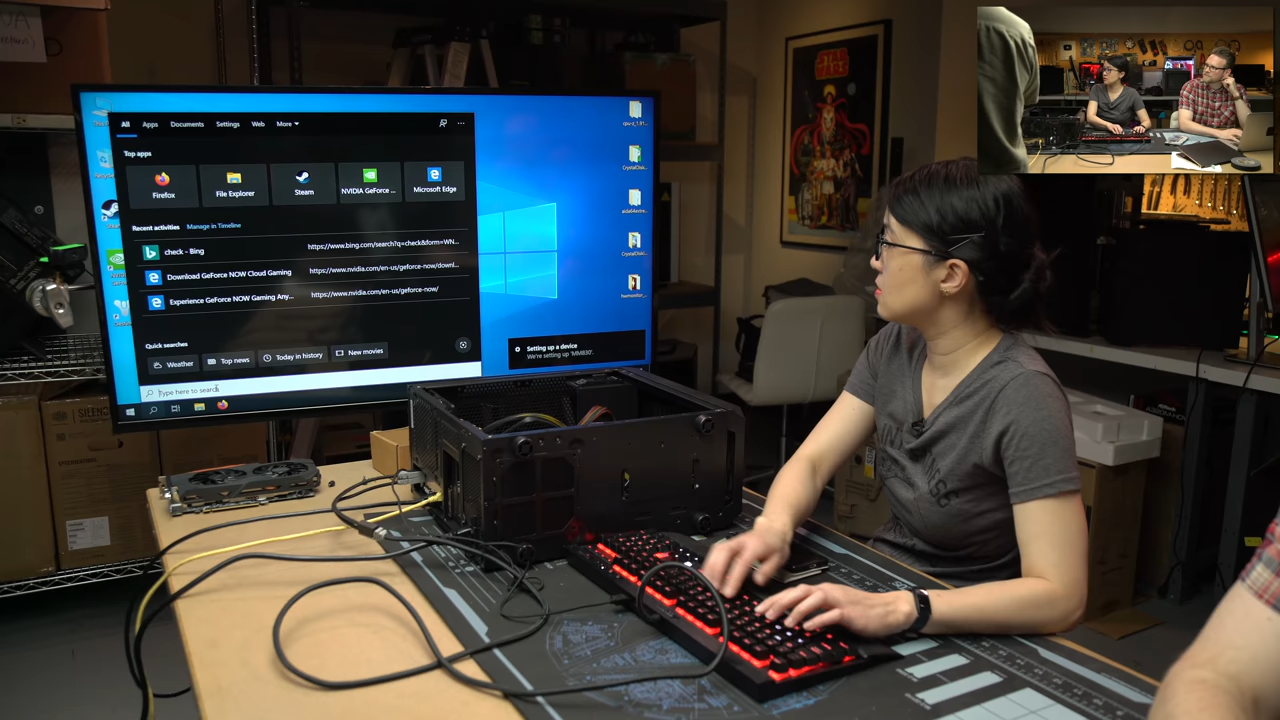 All Apps Documents Settings Web More
Top apps
Firefox
File Explorer
Steam
NVIDIA GeForce ...
Microsoft Edge
Recent activities Manage in Timeline
check - Bing https://www.bing.com/search?q=check&form=WN...
Download GeForce NOW Cloud Gaming https://www.nvidia.com/en-us/geforce-now/downl...
Experience GeForce NOW Gaming Any... https://www.nvidia.com/en-us/geforce-now/
Quick searches
Weather Top news Today in history New movies
Type here to search
Setting up a device
We're setting up 'MM830'.
STAR
WARS